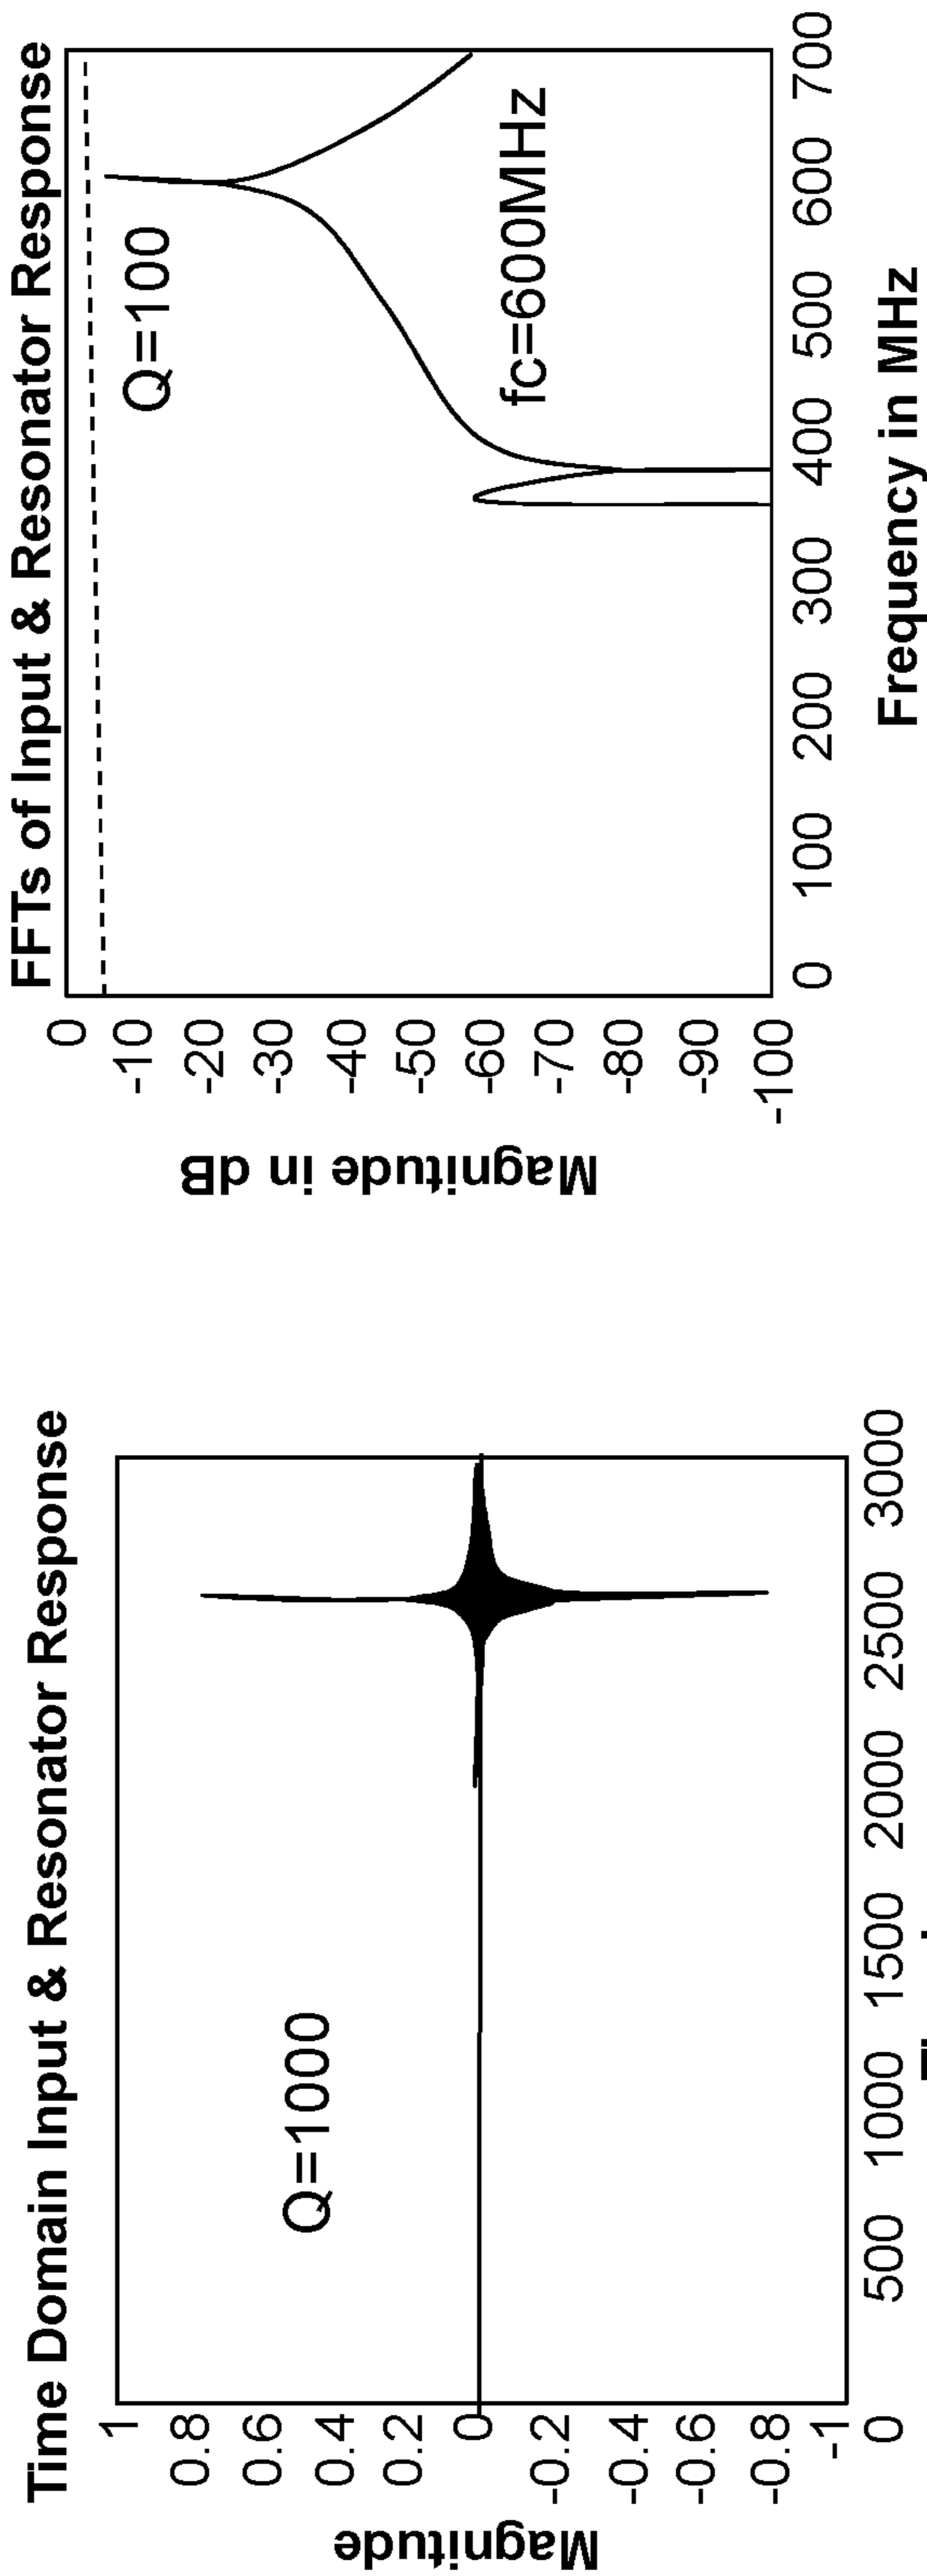 Time Domain Input & Resonator Response
Magnitude
1
0.8
0.6
0.4
0.2
0
-0.2
-0.4
-0.6
-0.8
-1
Q=1000
0 500 1000 1500 2000 2500 3000
FFTs of Input & Resonator Response
Magnitude in dB
0
-10
-20
-30
-40
-50
-60
-70
-80
-90
-100
Q=100
fc=600MHz
0 100 200 300 400 500 600 700
Frequency in MHz